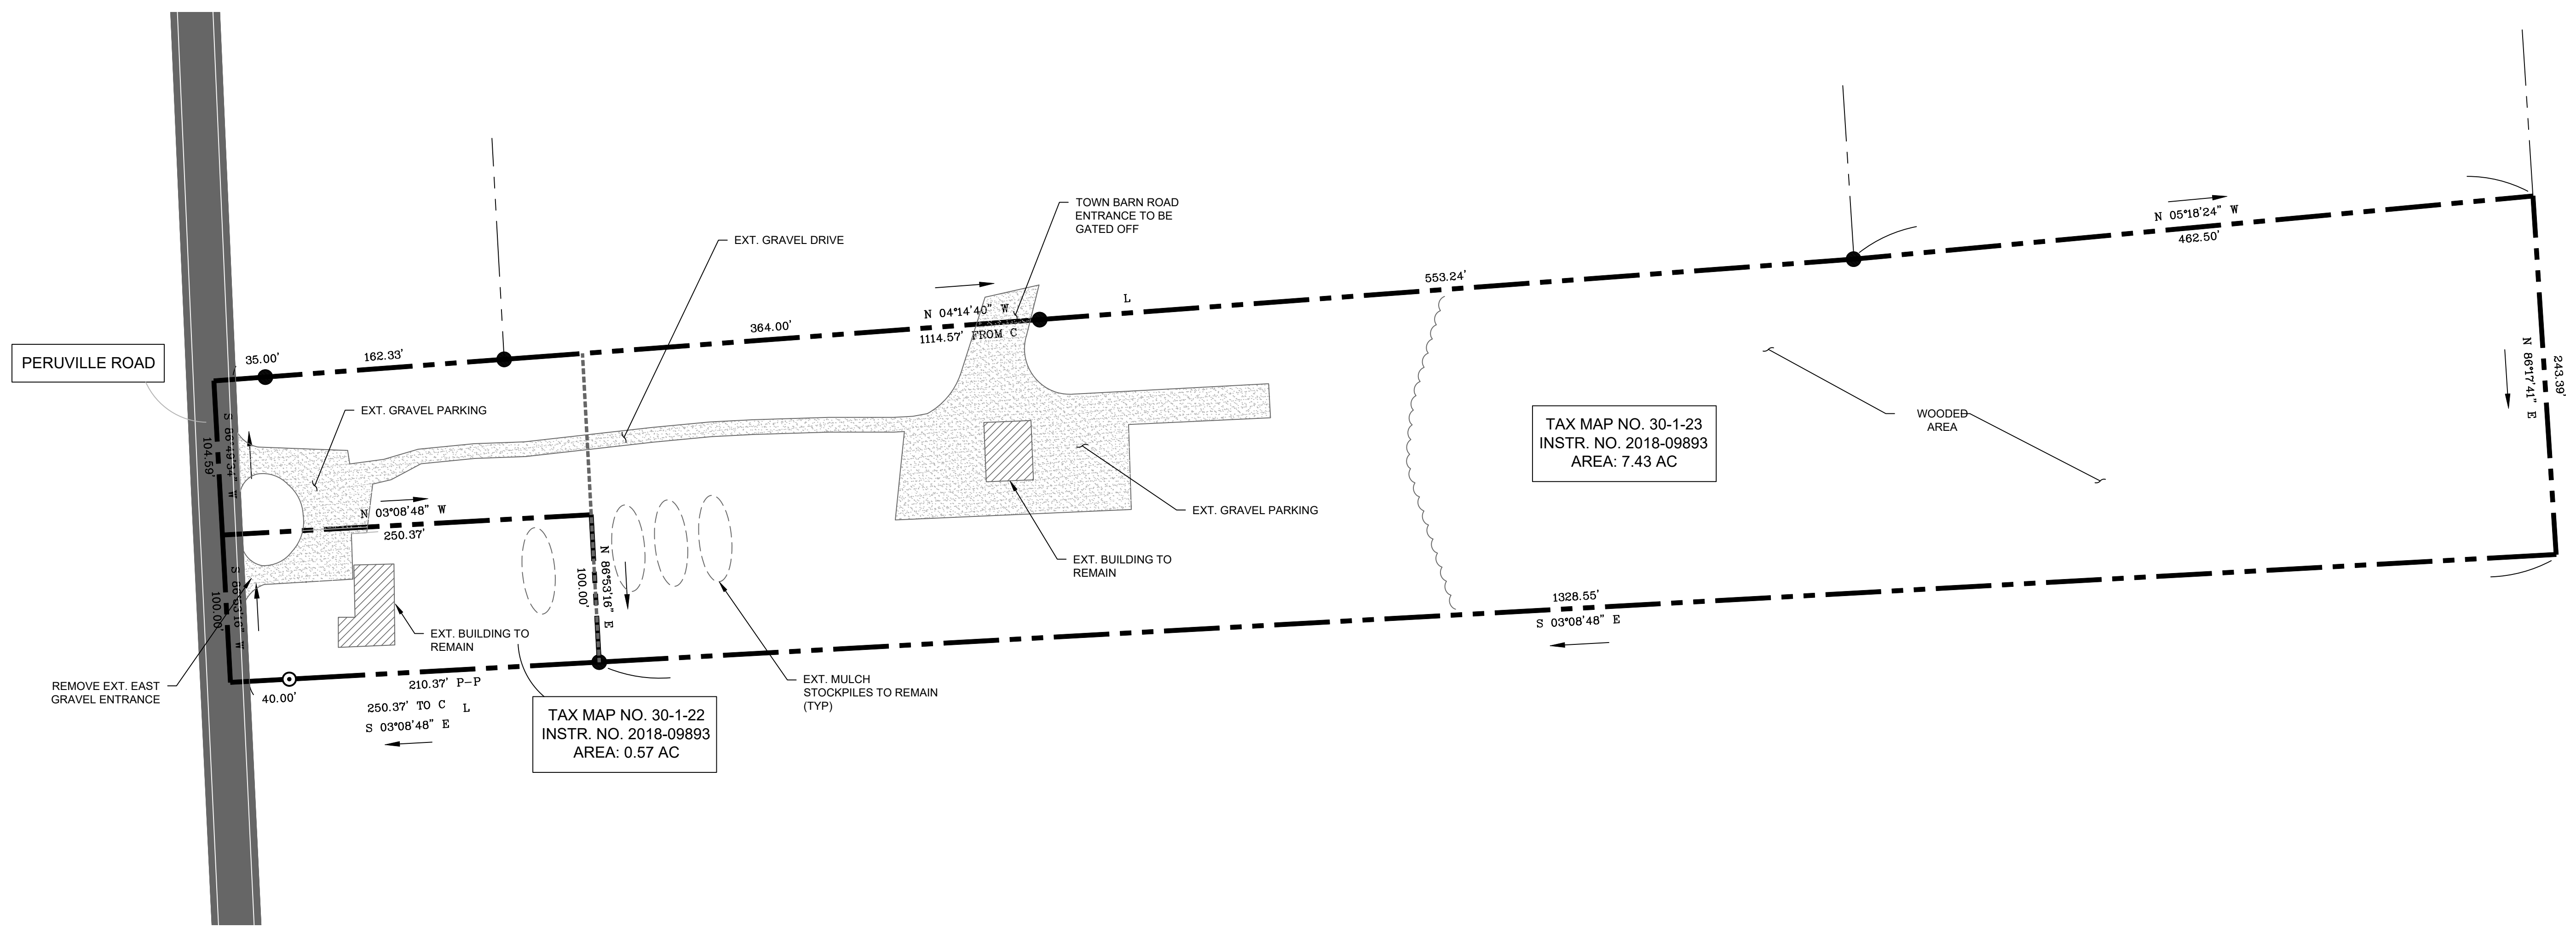 PERUVILLE ROAD
35.00'
162.33'
EXT. GRAVEL PARKING
EXT. GRAVEL DRIVE
364.00'
TOWN BARN ROAD
ENTRANCE TO BE
GATED OFF
N 04°14'40" W
1114.57' FROM C
L
553.24'
N 05°18'24" W
462.50'
N 86°17'41" E
243.39'
WOODED
AREA
TAX MAP NO. 30-1-23
INSTR. NO. 2018-09893
AREA: 7.43 AC
EXT. GRAVEL PARKING
EXT. BUILDING TO
REMAIN
104.59'
N 03°08'48" W
250.37'
N 86°53'16" E
100.00'
S 86°53'16" W
100.00'
EXT. BUILDING TO
REMAIN
REMOVE EXT. EAST
GRAVEL ENTRANCE
40.00'
210.37' P-P
250.37' TO C
L
S 03°08'48" E
TAX MAP NO. 30-1-22
INSTR. NO. 2018-09893
AREA: 0.57 AC
EXT. MULCH
STOCKPILES TO REMAIN
(TYP)
1328.55'
S 03°08'48" E